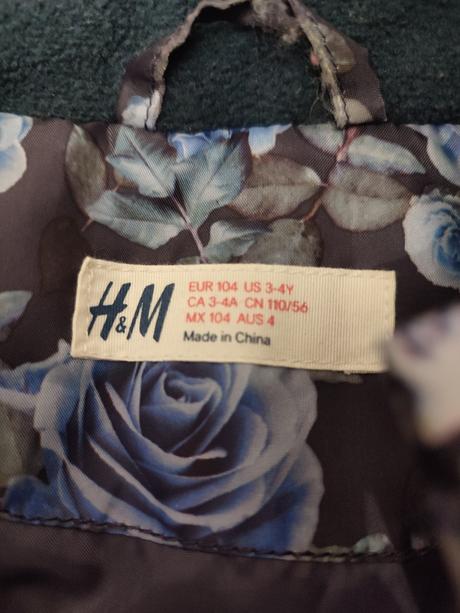 H&M
EUR 104 US 3-4Y
CA 3-4A CN 110/56
MX 104 AUS 4
Made in China